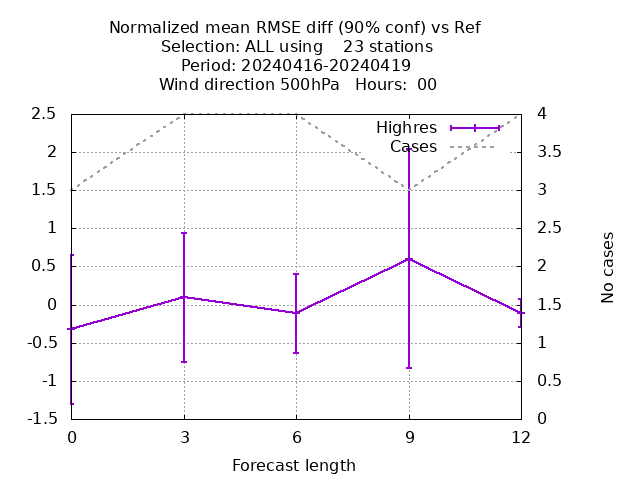 Normalized mean RMSE diff (90% conf) vs Ref
Selection: ALL using    23 stations
Period: 20240416-20240419
Wind direction 500hPa   Hours:  00
2.5
2
1.5
1
0.5
0
-0.5
-1
-1.5
4
3.5
3
2.5
2
1.5
1
0.5
0
Highres
Cases
No cases
0 3 6 9 12
Forecast length